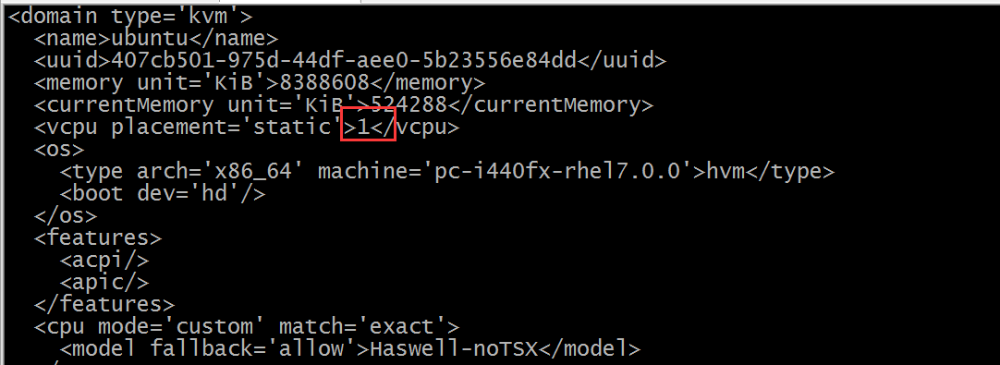 <domain type='kvm'>
  <name>ubuntu</name>
  <uuid>407cb501-975d-44df-aee0-5b23556e84dd</uuid>
  <memory unit='KiB'>8388608</memory>
  <currentMemory unit='KiB'>524288</currentMemory>
  <vcpu placement='static'>1</vcpu>
  <os>
    <type arch='x86_64' machine='pc-i440fx-rhel7.0.0'>hvm</type>
    <boot dev='hd'/>
  </os>
  <features>
    <acpi/>
    <apic/>
  </features>
  <cpu mode='custom' match='exact'>
    <model fallback='allow'>Haswell-noTSX</model>